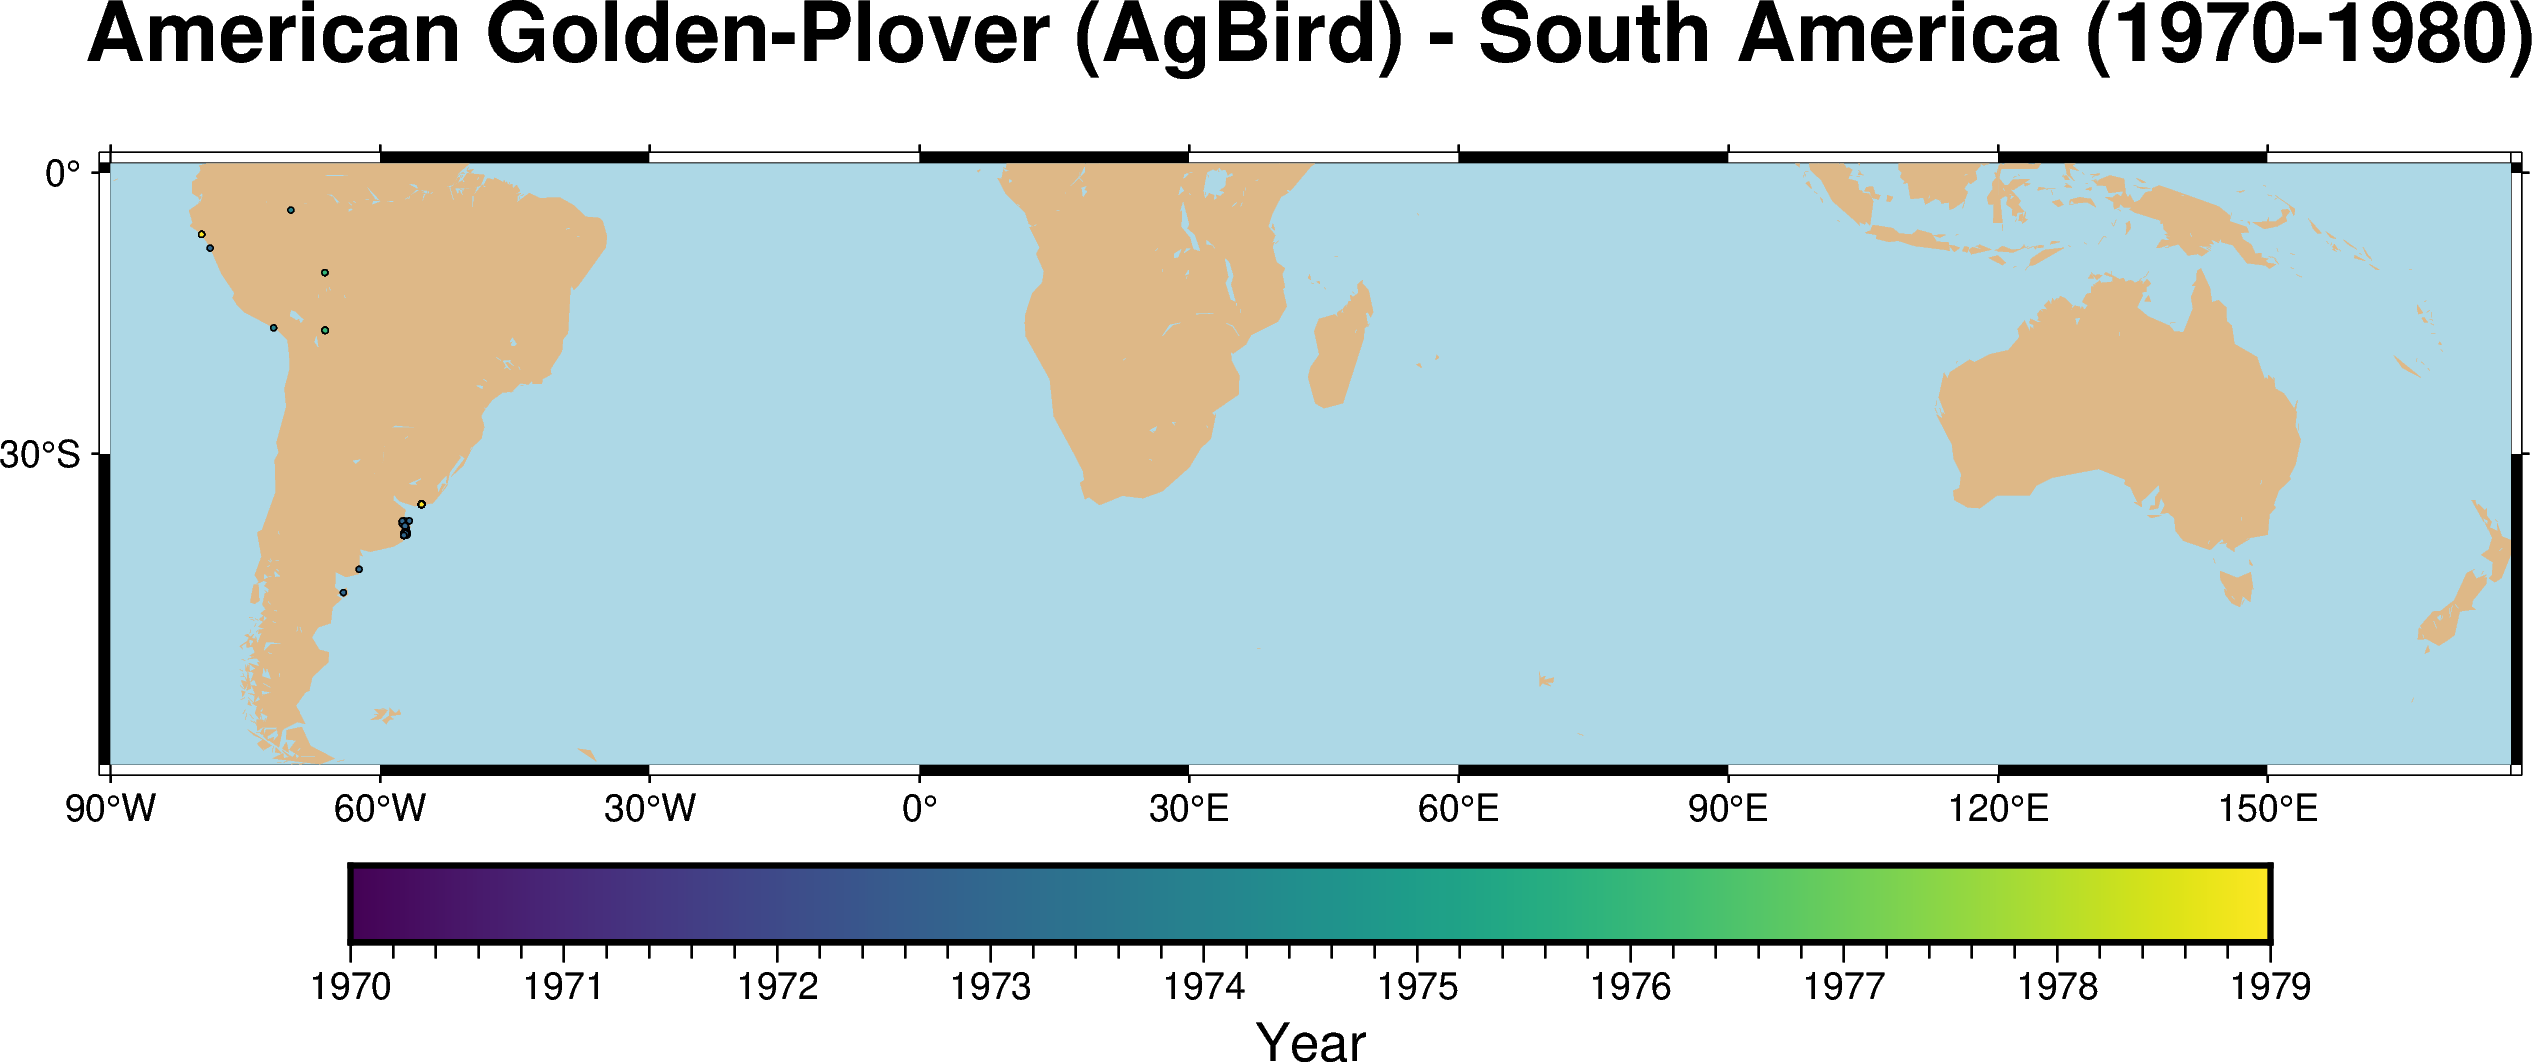 American Golden-Plover (AgBird) - South America (1970-1980)
0°
30°S
90°W 60°W 30°W 0° 30°E 60°E 90°E 120°E 150°E
1970 1971 1972 1973 1974 1975 1976 1977 1978 1979
Year